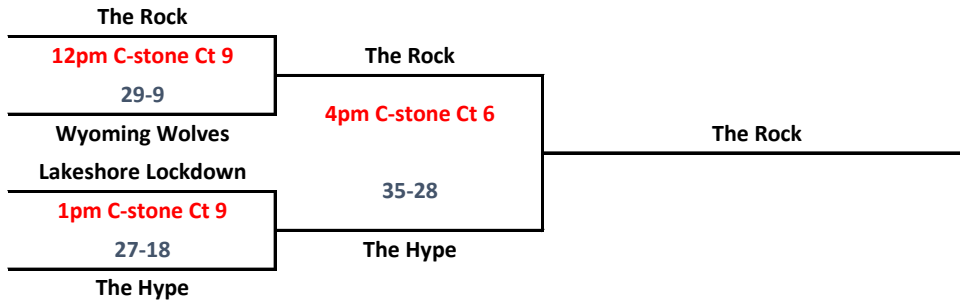 The Rock
12pm C-stone Ct 9
29-9
Wyoming Wolves
Lakeshore Lockdown
1pm C-stone Ct 9
27-18
The Hype
The Rock
4pm C-stone Ct 6
35-28
The Hype
The Rock